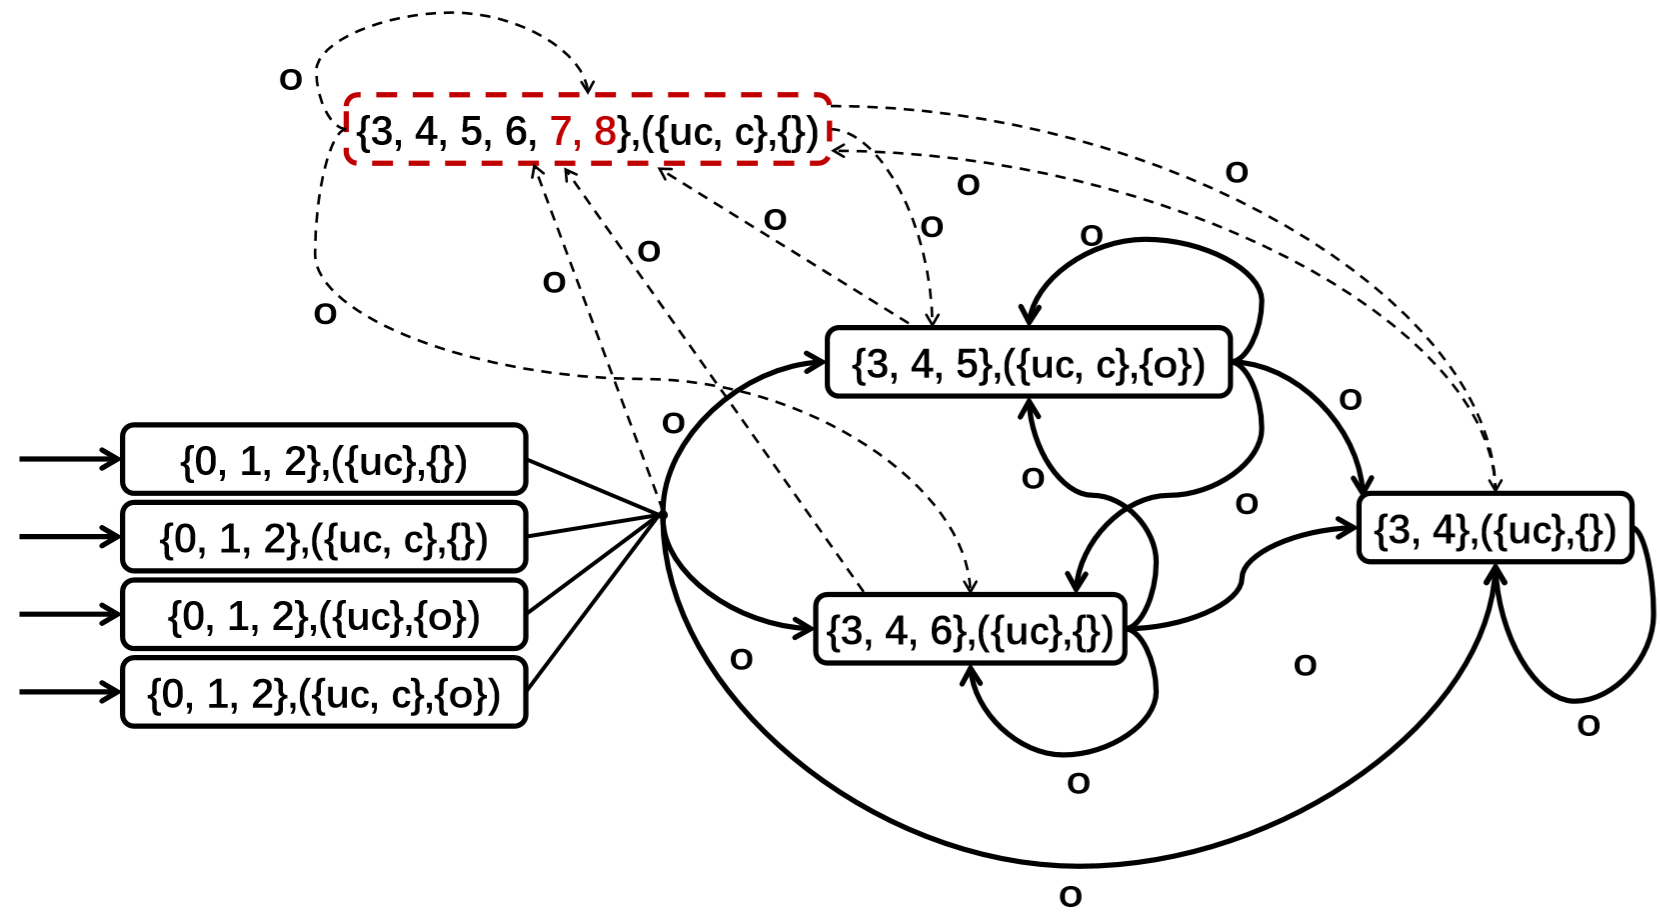 o
{3, 4, 5, 6, 7, 8},({uc, c},{})
o
o
o
o
o
o
o
o
{3, 4, 5},({uc, c},{o})
o
o
{0, 1, 2},({uc},{})
o
o
{3, 4},({uc},{})
{0, 1, 2},({uc, c},{})
{0, 1, 2},({uc},{o})
{3, 4, 6},({uc},{})
o
o
{0, 1, 2},({uc, c},{o})
o
o
o